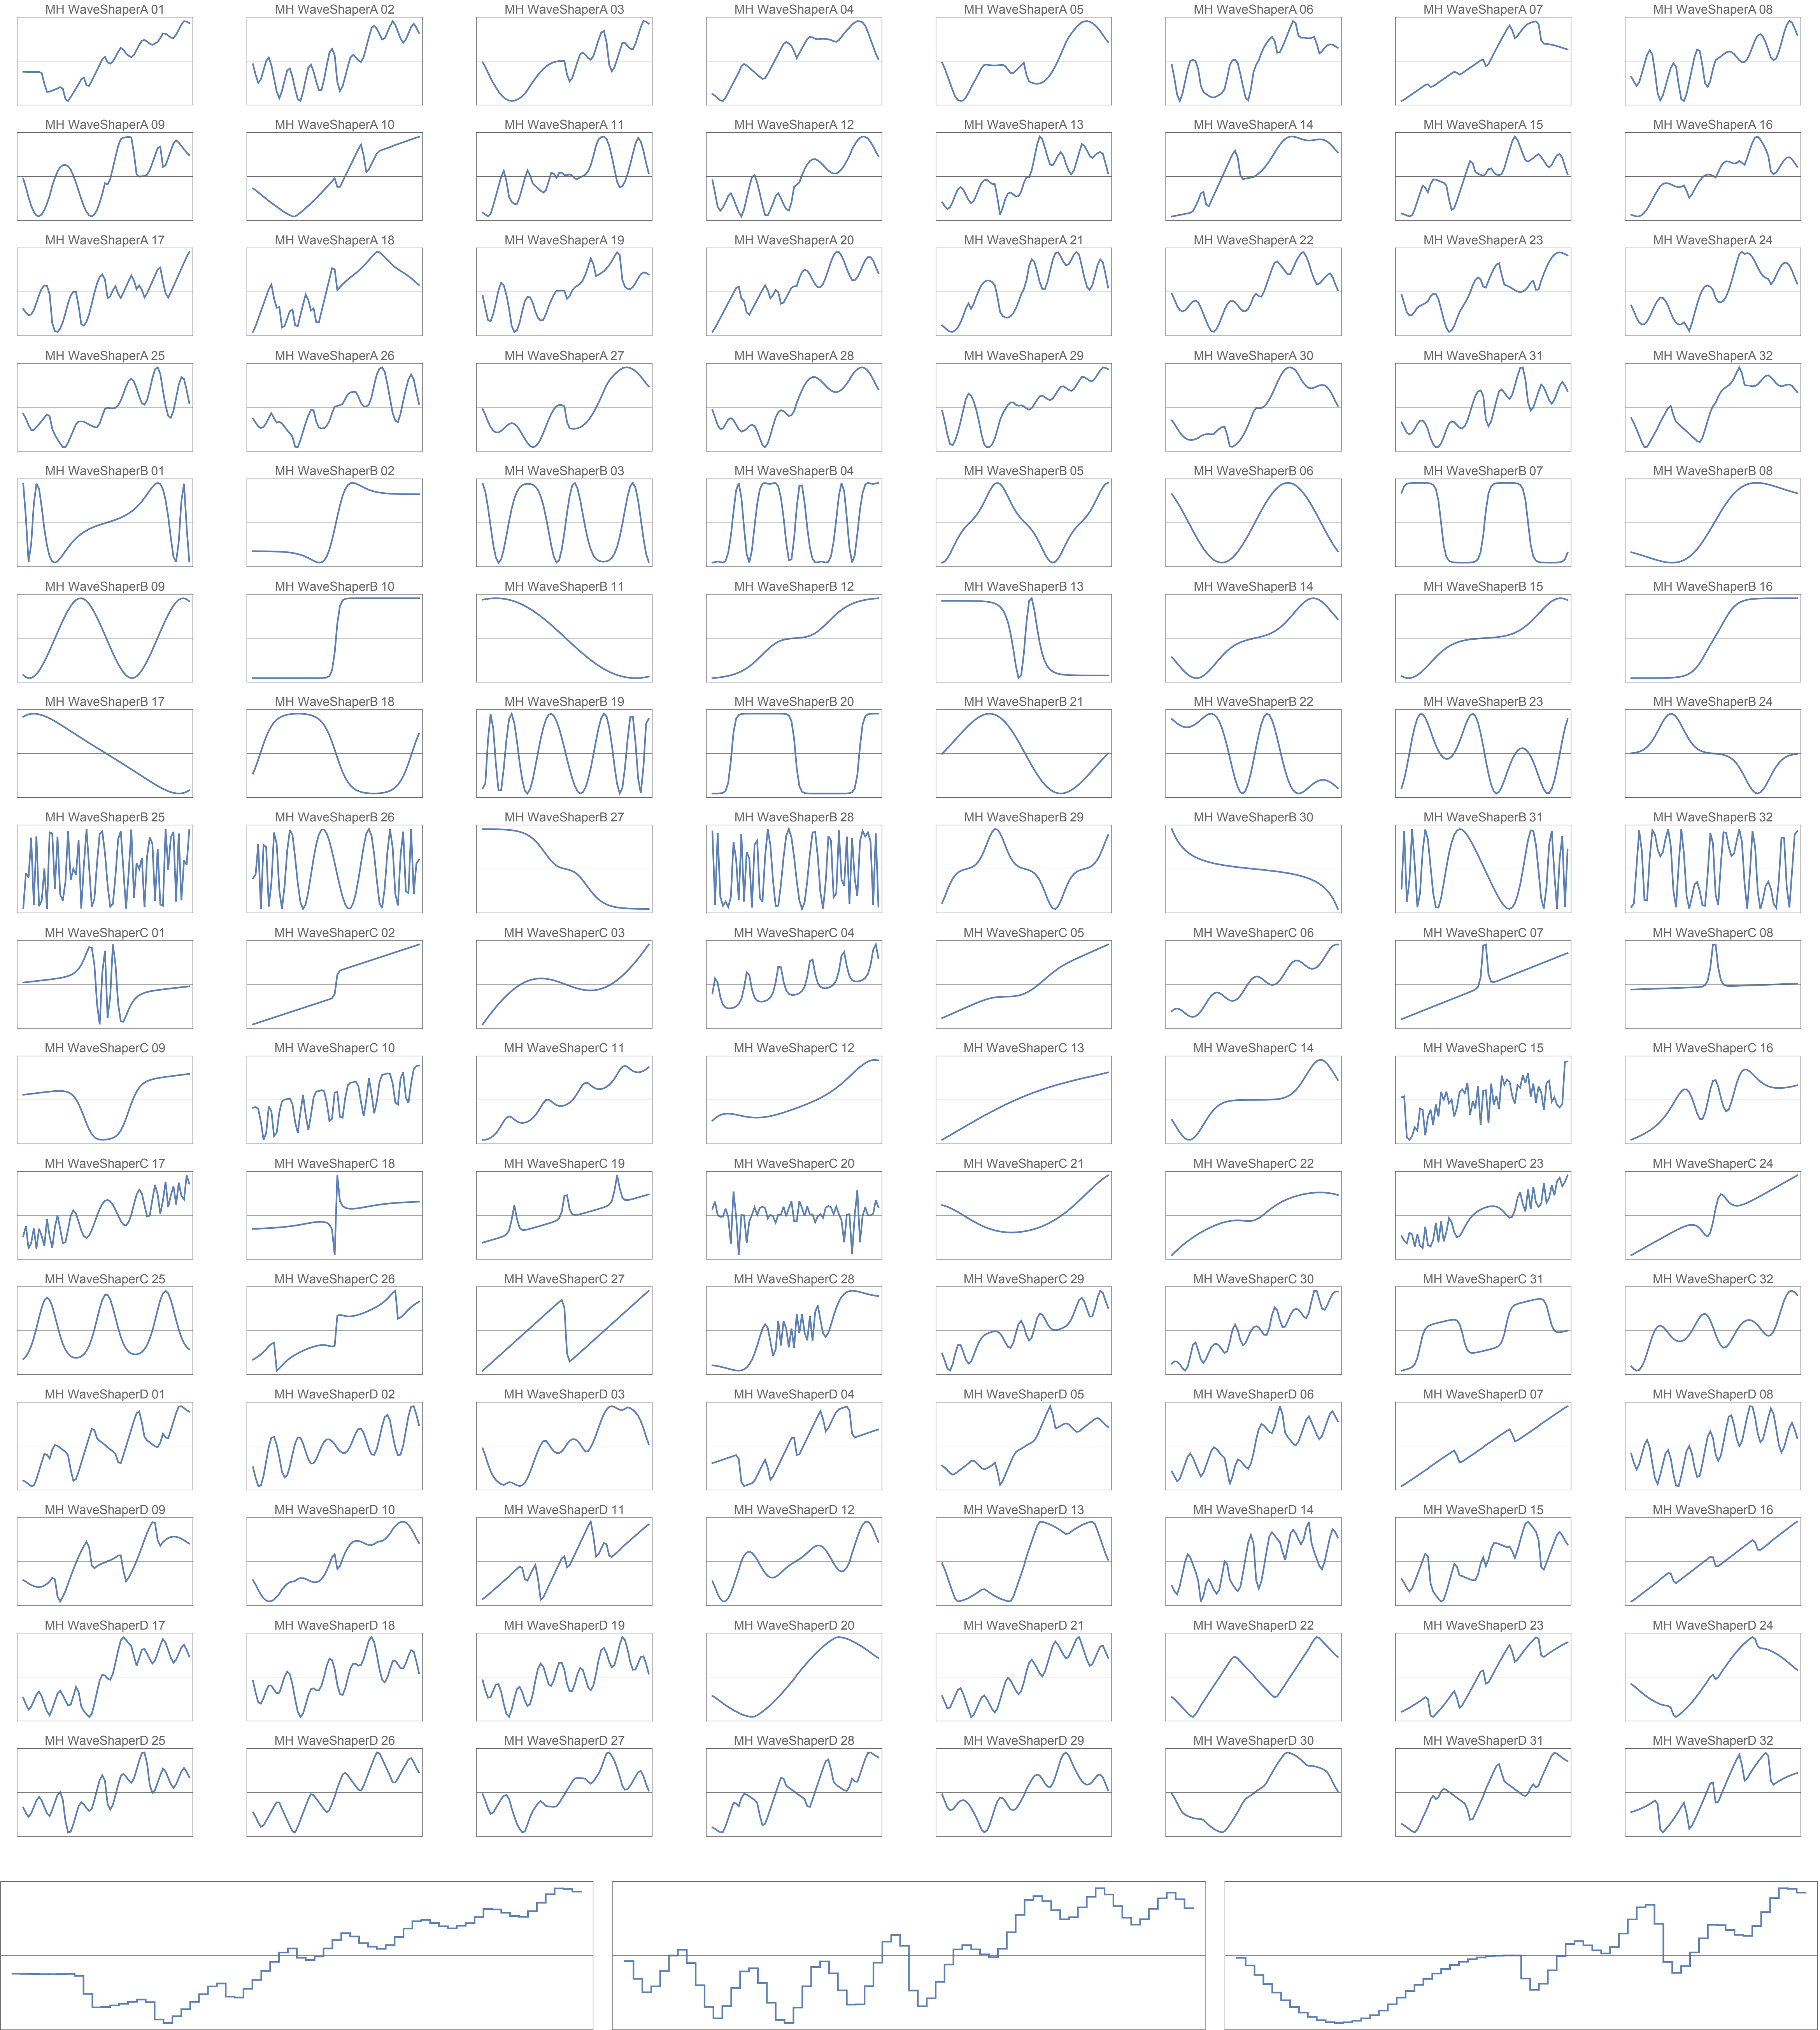 MH WaveShaperA 01 MH WaveShaperA 02 MH WaveShaperA 03 MH WaveShaperA 04 MH WaveShaperA 05 MH WaveShaperA 06 MH WaveShaperA 07 MH WaveShaperA 08
MH WaveShaperA 09 MH WaveShaperA 10 MH WaveShaperA 11 MH WaveShaperA 12 MH WaveShaperA 13 MH WaveShaperA 14 MH WaveShaperA 15 MH WaveShaperA 16
MH WaveShaperA 17 MH WaveShaperA 18 MH WaveShaperA 19 MH WaveShaperA 20 MH WaveShaperA 21 MH WaveShaperA 22 MH WaveShaperA 23 MH WaveShaperA 24
MH WaveShaperA 25 MH WaveShaperA 26 MH WaveShaperA 27 MH WaveShaperA 28 MH WaveShaperA 29 MH WaveShaperA 30 MH WaveShaperA 31 MH WaveShaperA 32
MH WaveShaperB 01 MH WaveShaperB 02 MH WaveShaperB 03 MH WaveShaperB 04 MH WaveShaperB 05 MH WaveShaperB 06 MH WaveShaperB 07 MH WaveShaperB 08
MH WaveShaperB 09 MH WaveShaperB 10 MH WaveShaperB 11 MH WaveShaperB 12 MH WaveShaperB 13 MH WaveShaperB 14 MH WaveShaperB 15 MH WaveShaperB 16
MH WaveShaperB 17 MH WaveShaperB 18 MH WaveShaperB 19 MH WaveShaperB 20 MH WaveShaperB 21 MH WaveShaperB 22 MH WaveShaperB 23 MH WaveShaperB 24
MH WaveShaperB 25 MH WaveShaperB 26 MH WaveShaperB 27 MH WaveShaperB 28 MH WaveShaperB 29 MH WaveShaperB 30 MH WaveShaperB 31 MH WaveShaperB 32
MH WaveShaperC 01 MH WaveShaperC 02 MH WaveShaperC 03 MH WaveShaperC 04 MH WaveShaperC 05 MH WaveShaperC 06 MH WaveShaperC 07 MH WaveShaperC 08
MH WaveShaperC 09 MH WaveShaperC 10 MH WaveShaperC 11 MH WaveShaperC 12 MH WaveShaperC 13 MH WaveShaperC 14 MH WaveShaperC 15 MH WaveShaperC 16
MH WaveShaperC 17 MH WaveShaperC 18 MH WaveShaperC 19 MH WaveShaperC 20 MH WaveShaperC 21 MH WaveShaperC 22 MH WaveShaperC 23 MH WaveShaperC 24
MH WaveShaperC 25 MH WaveShaperC 26 MH WaveShaperC 27 MH WaveShaperC 28 MH WaveShaperC 29 MH WaveShaperC 30 MH WaveShaperC 31 MH WaveShaperC 32
MH WaveShaperD 01 MH WaveShaperD 02 MH WaveShaperD 03 MH WaveShaperD 04 MH WaveShaperD 05 MH WaveShaperD 06 MH WaveShaperD 07 MH WaveShaperD 08
MH WaveShaperD 09 MH WaveShaperD 10 MH WaveShaperD 11 MH WaveShaperD 12 MH WaveShaperD 13 MH WaveShaperD 14 MH WaveShaperD 15 MH WaveShaperD 16
MH WaveShaperD 17 MH WaveShaperD 18 MH WaveShaperD 19 MH WaveShaperD 20 MH WaveShaperD 21 MH WaveShaperD 22 MH WaveShaperD 23 MH WaveShaperD 24
MH WaveShaperD 25 MH WaveShaperD 26 MH WaveShaperD 27 MH WaveShaperD 28 MH WaveShaperD 29 MH WaveShaperD 30 MH WaveShaperD 31 MH WaveShaperD 32